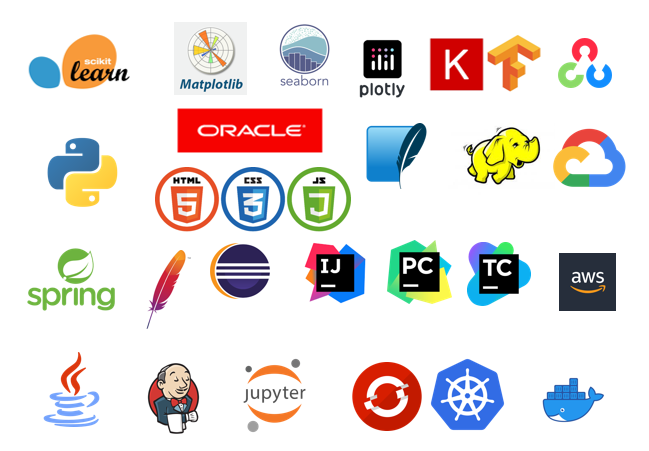 scikit
learn
Matplotlib
seaborn
plotly
K
ORACLE
HTML
5
CSS
3
JS
spring
IJ
PC
TC
aws
jupyter